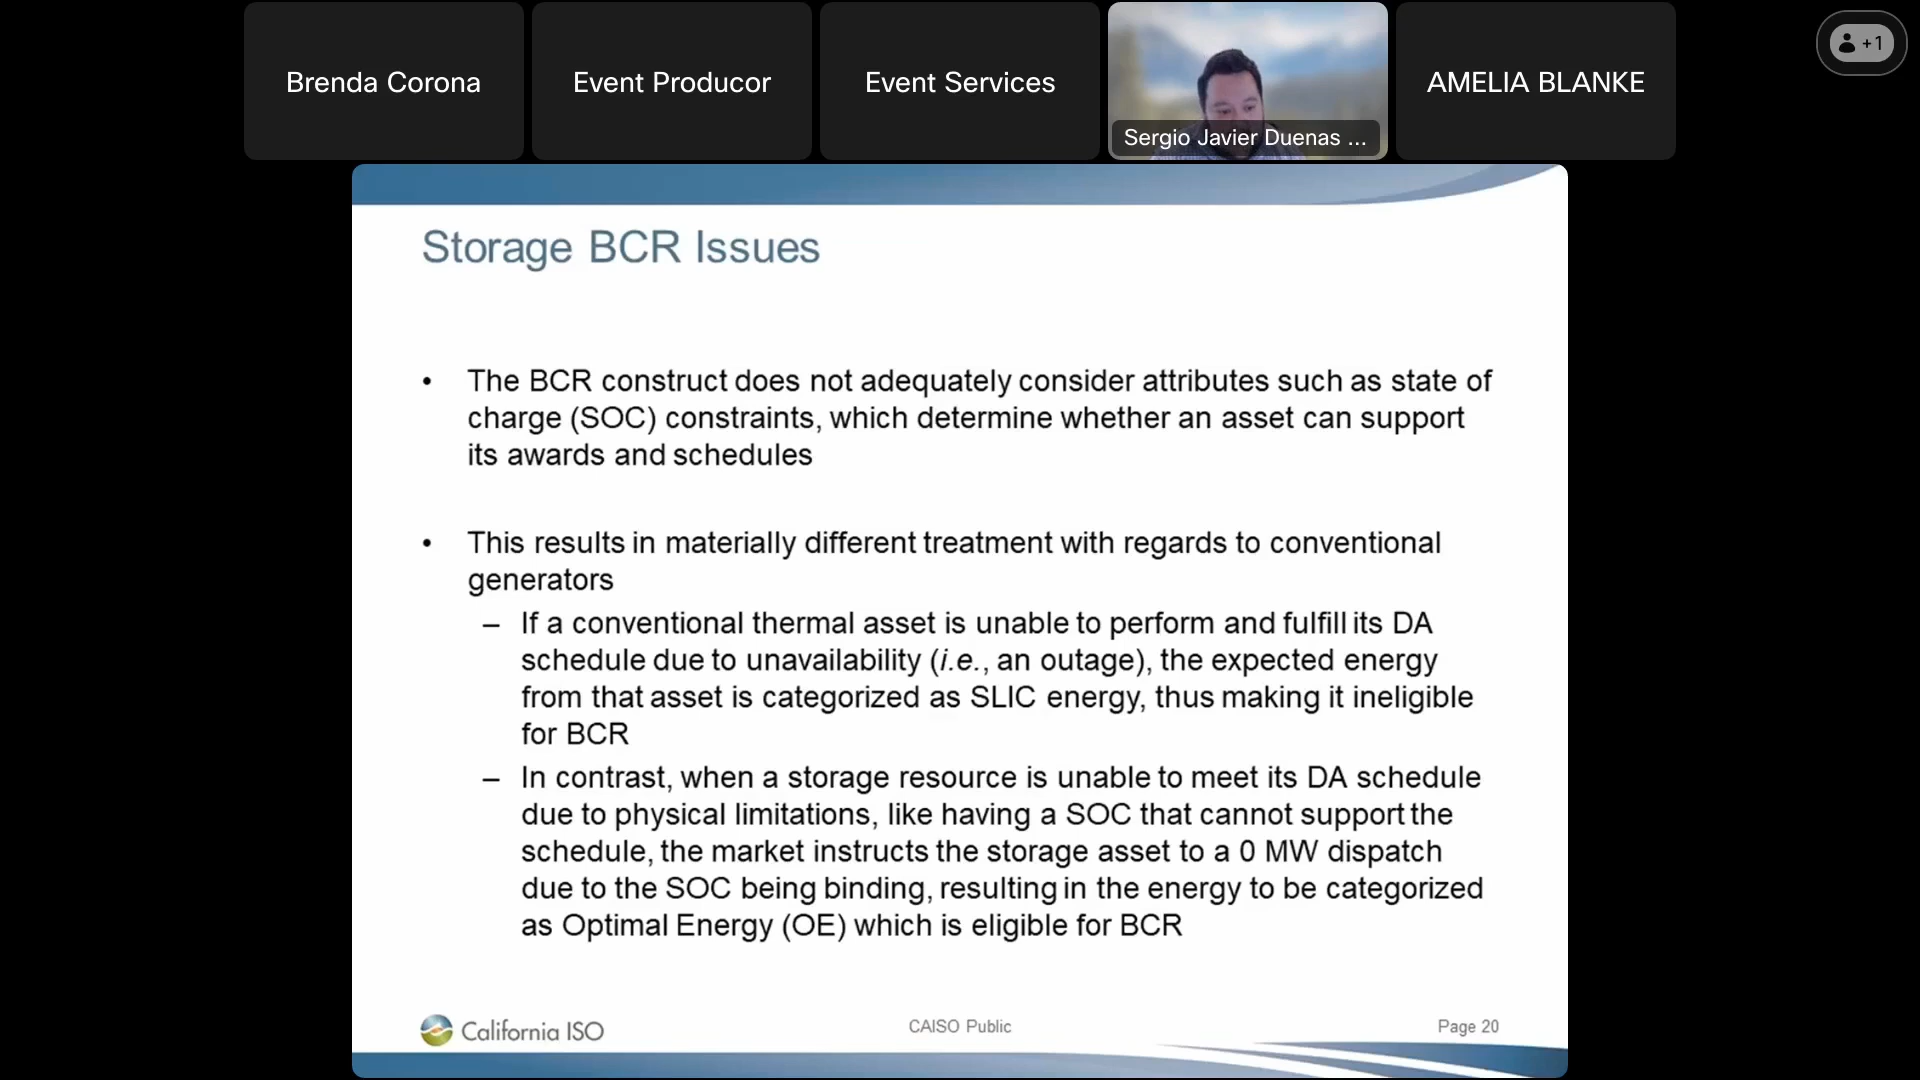 Brenda Corona
Event Producor
Event Services
Sergio Javier Duenas ...
AMELIA BLANKE
+1
Storage BCR Issues
• The BCR construct does not adequately consider attributes such as state of
charge (SOC) constraints, which determine whether an asset can support
its awards and schedules
• This results in materially different treatment with regards to conventional
generators
– If a conventional thermal asset is unable to perform and fulfill its DA
schedule due to unavailability (i.e., an outage), the expected energy
from that asset is categorized as SLIC energy, thus making it ineligible
for BCR
– In contrast, when a storage resource is unable to meet its DA schedule
due to physical limitations, like having a SOC that cannot support the
schedule, the market instructs the storage asset to a 0 MW dispatch
due to the SOC being binding, resulting in the energy to be categorized
as Optimal Energy (OE) which is eligible for BCR
California ISO
CAISO Public
Page 20